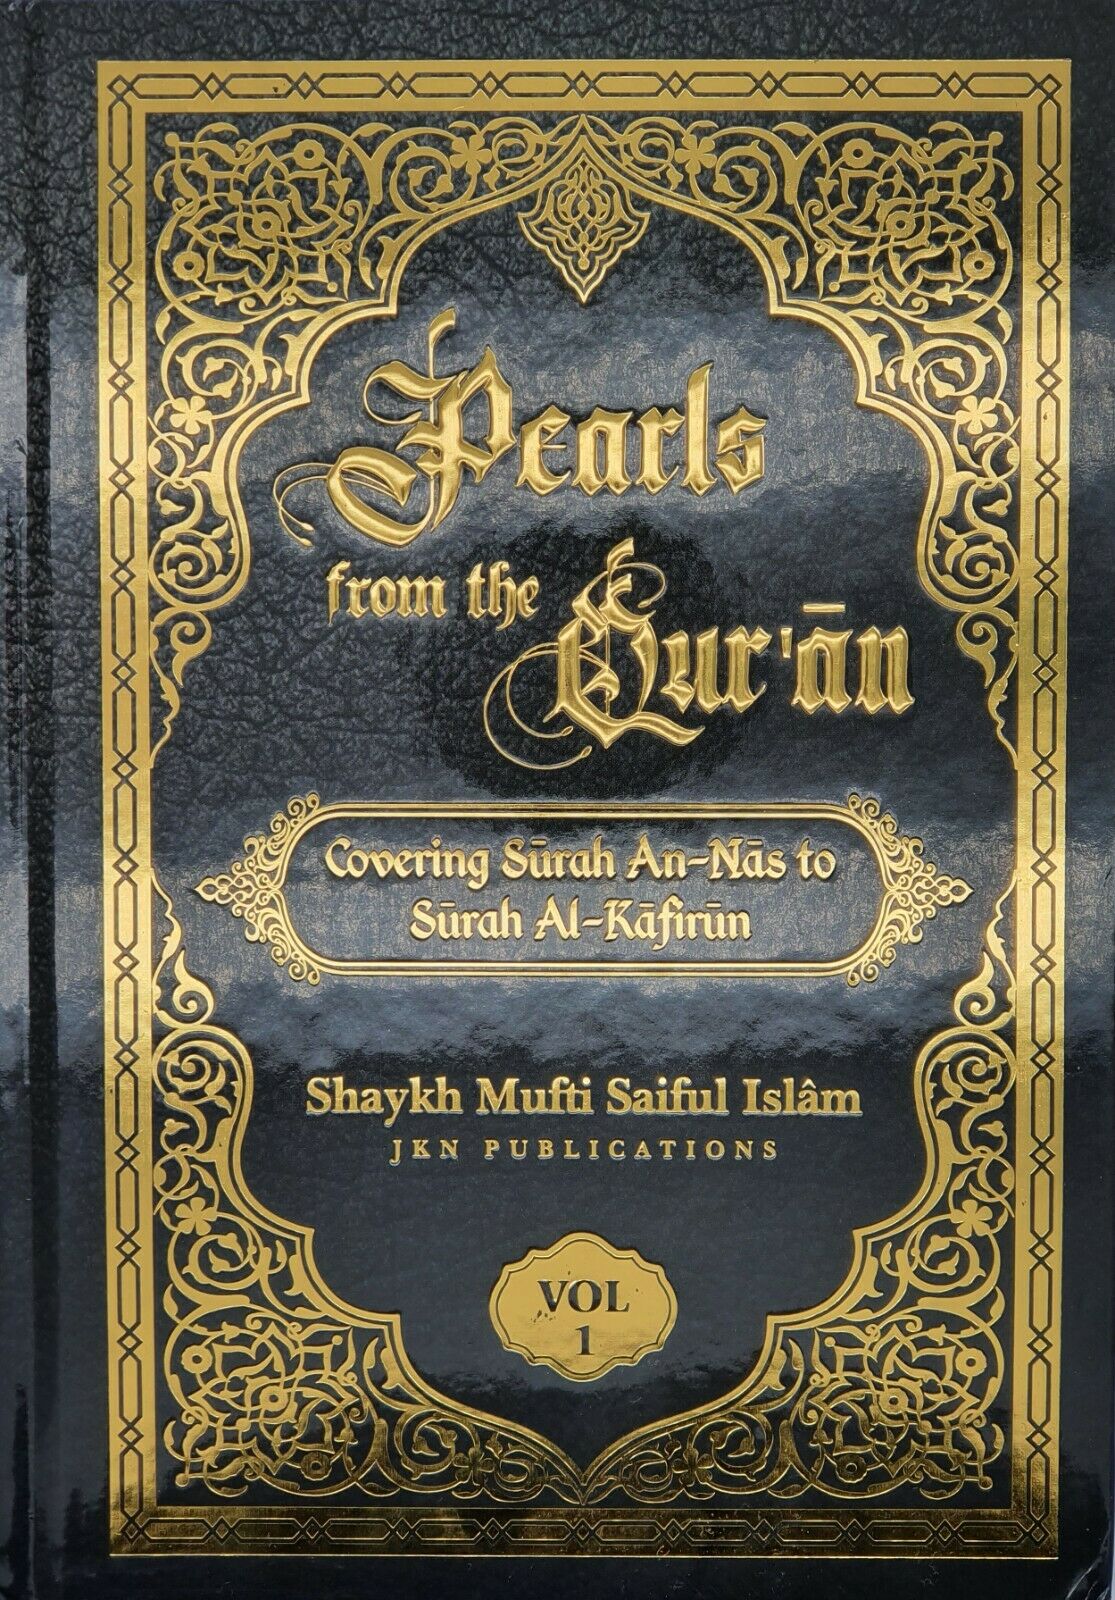 Pearls
from the Qur'ān
Covering Sūrah An-Nās to
Sūrah Al-Kāfirūn
Shaykh Mufti Saiful Islâm
JKN PUBLICATIONS
VOL
1